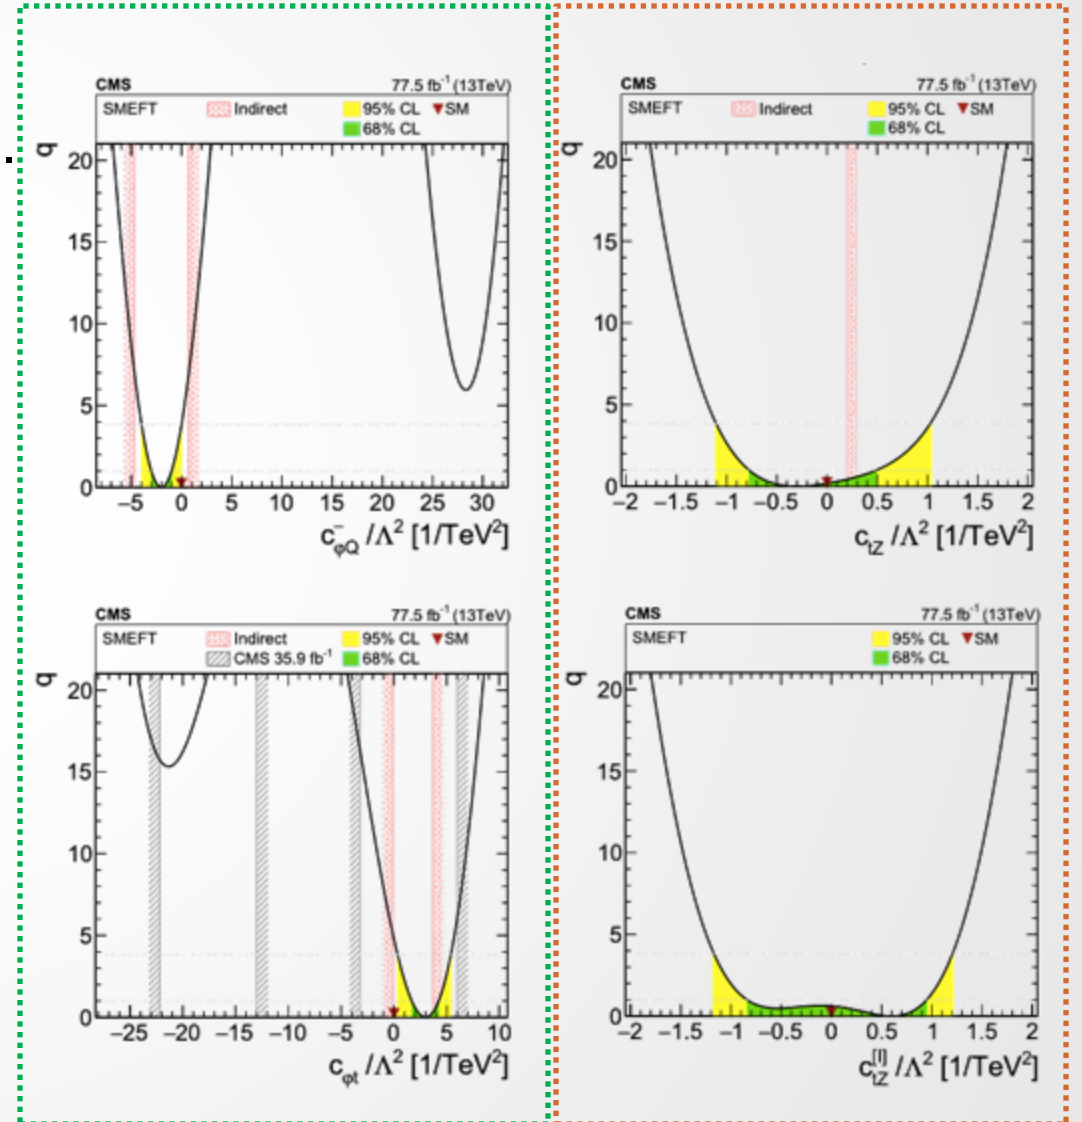 CMS 77.5 fb⁻¹ (13TeV)
SMEFT Indirect 95% CL SM
68% CL
q
20
15
10
5
0
−5 0 5 10 15 20 25 30
c⁻φQ /Λ² [1/TeV²]
CMS 77.5 fb⁻¹ (13TeV)
SMEFT Indirect 95% CL SM
68% CL
q
20
15
10
5
0
−2 −1.5 −1 −0.5 0 0.5 1 1.5 2
ctZ /Λ² [1/TeV²]
CMS 77.5 fb⁻¹ (13TeV)
SMEFT Indirect 95% CL SM
CMS 35.9 fb⁻¹ 68% CL
q
20
15
10
5
0
−25 −20 −15 −10 −5 0 5 10
cφt /Λ² [1/TeV²]
CMS 77.5 fb⁻¹ (13TeV)
SMEFT 95% CL SM
68% CL
q
20
15
10
5
0
−2 −1.5 −1 −0.5 0 0.5 1 1.5 2
c[I]tZ /Λ² [1/TeV²]